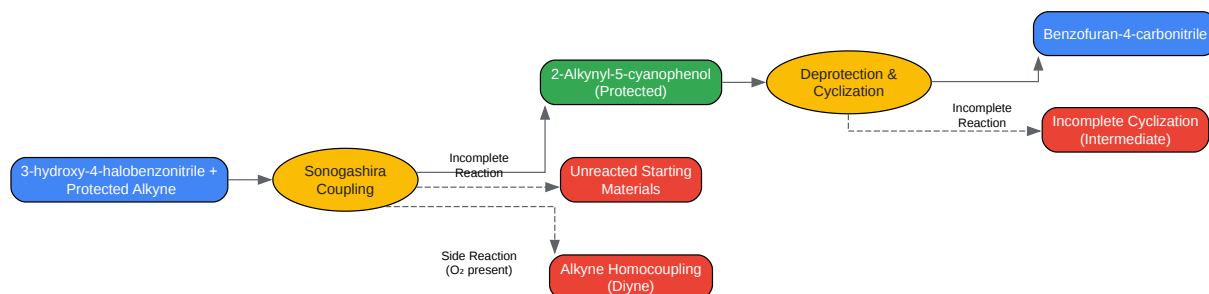 3-hydroxy-4-halobenzonitrile +
Protected Alkyne
Sonogashira
Coupling
Incomplete
Reaction
2-Alkynyl-5-cyanophenol
(Protected)
Unreacted Starting
Materials
Side Reaction
(O₂ present)
Alkyne Homocoupling
(Diyne)
Deprotection &
Cyclization
Benzofuran-4-carbonitrile
Incomplete
Reaction
Incomplete Cyclization
(Intermediate)